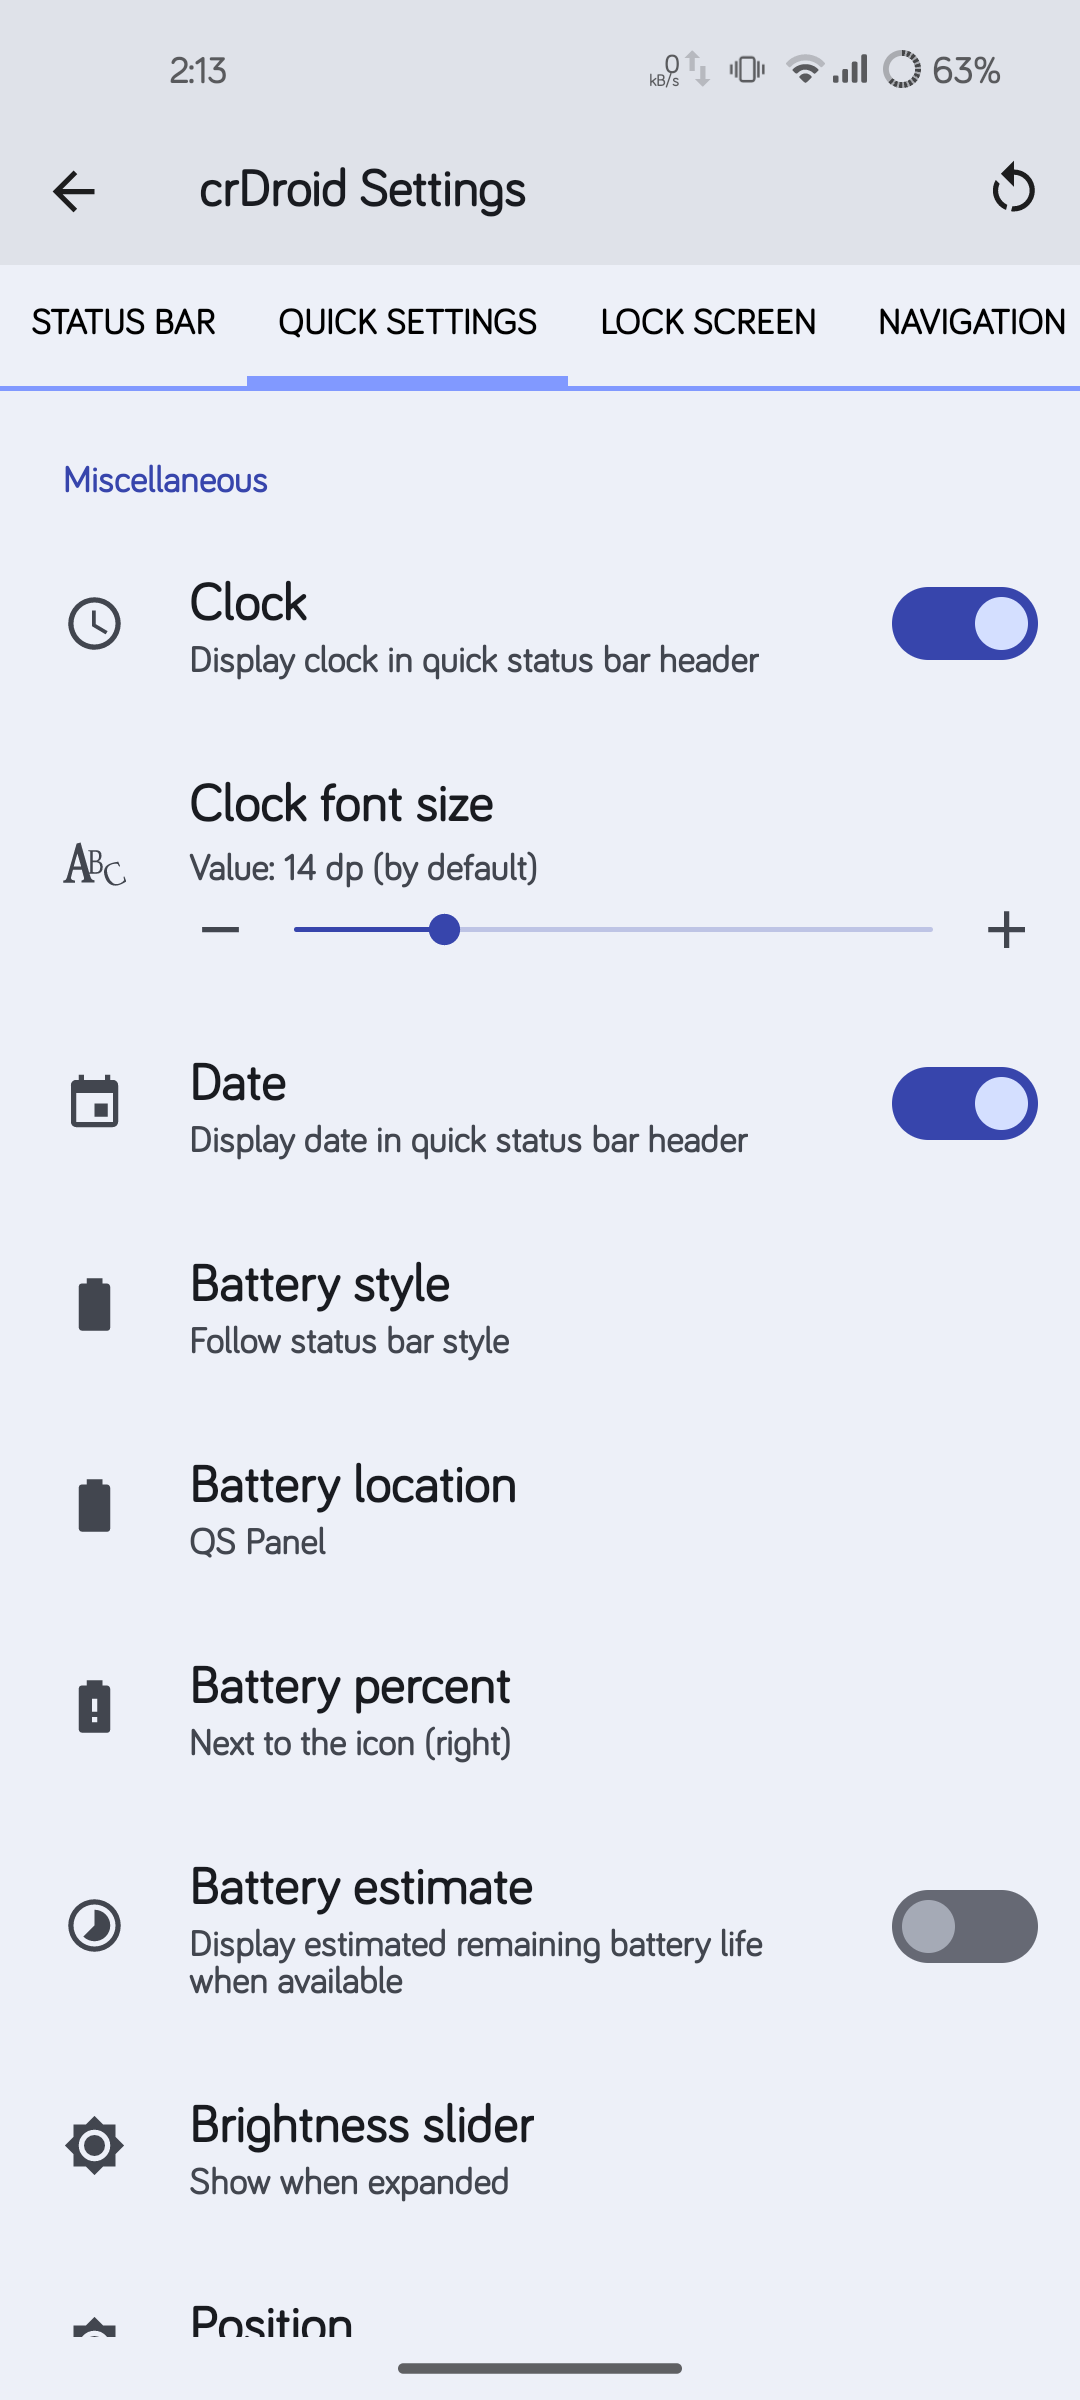 2:13
0
kB/s
63%
crDroid Settings
STATUS BAR
QUICK SETTINGS
LOCK SCREEN
NAVIGATION
Miscellaneous
Clock
Display clock in quick status bar header
Clock font size
ABC
Value: 14 dp (by default)
Date
Display date in quick status bar header
Battery style
Follow status bar style
Battery location
QS Panel
Battery percent
Next to the icon (right)
Battery estimate
Display estimated remaining battery life
when available
Brightness slider
Show when expanded
Position